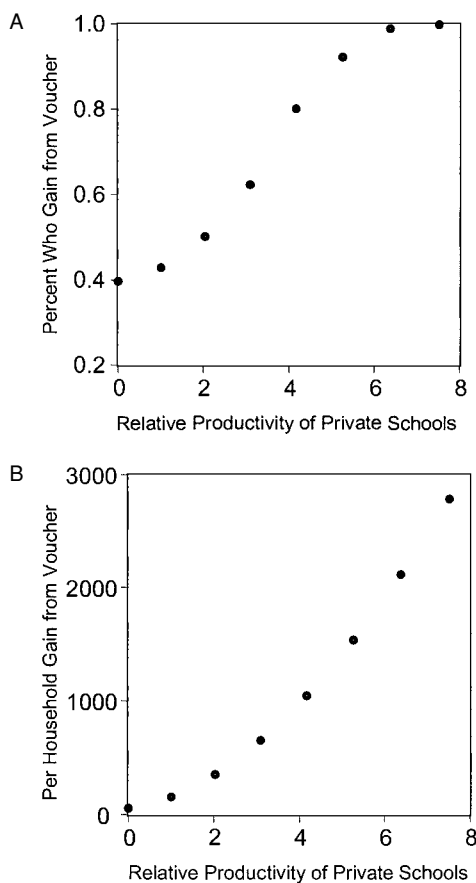 A
1.0
0.8
0.6
0.4
0.2
Percent Who Gain from Voucher
0 2 4 6 8
Relative Productivity of Private Schools
B
3000
2000
1000
0
Per Household Gain from Voucher
0 2 4 6 8
Relative Productivity of Private Schools